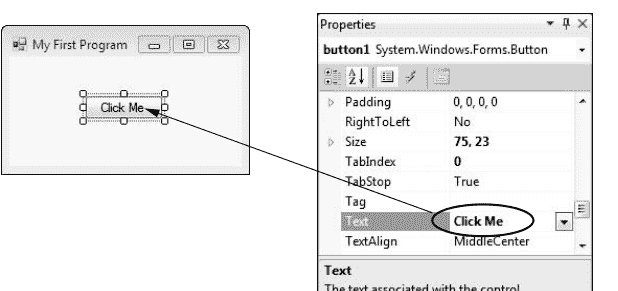 My First Program
Click Me
Properties
button1 System.Windows.Forms.Button
Padding 0, 0, 0, 0
RightToLeft No
Size 75, 23
TabIndex 0
TabStop True
Tag
Text Click Me
TextAlign MiddleCenter
Text
The text associated with the control.